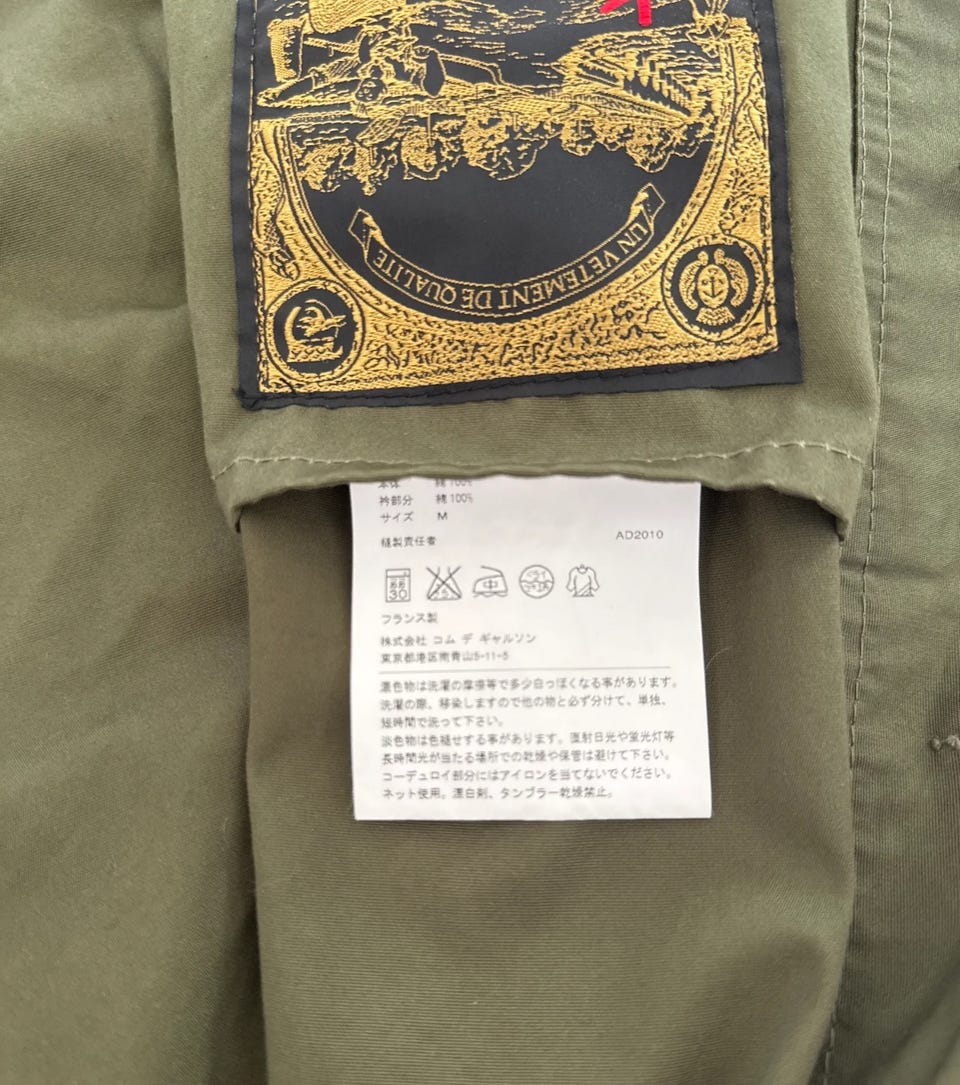 UN VETEMENT DE QUALITE
本体 綿100%
衿部分 綿100%
サイズ M
縫製責任者 AD2010
30 中 ドライ
フランス製
株式会社 コム デ ギャルソン
東京都港区南青山5-11-5
濃色物は洗濯の摩擦等で多少白っぽくなる事があります。
洗濯の際、移染しますので他の物と必ず分けて、単独、
短時間で洗って下さい。
淡色物は色褪せする事があります。直射日光や蛍光灯等
長時間光が当たる場所での乾燥や保管は避けて下さい。
コーデュロイ部分にはアイロンを当てないでください。
ネット使用。漂白剤、タンブラー乾燥禁止。